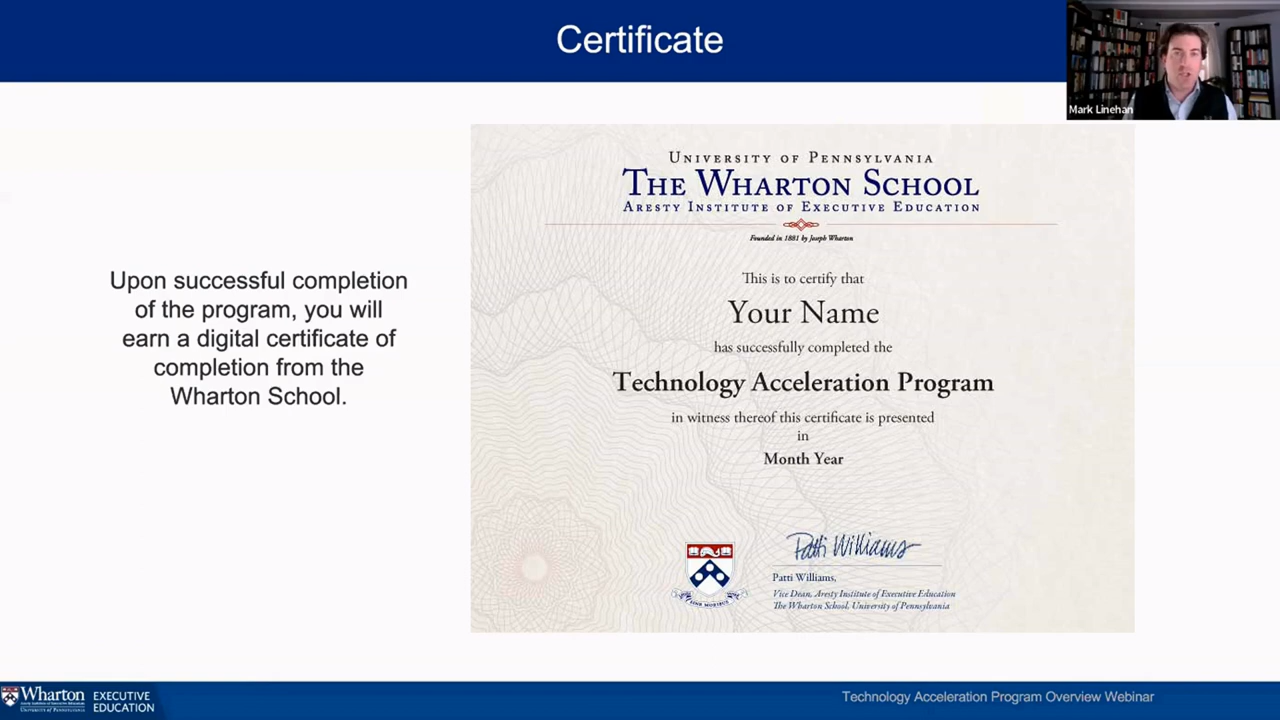 Certificate
Mark Linehan
Upon successful completion
of the program, you will
earn a digital certificate of
completion from the
Wharton School.
University of Pennsylvania
The Wharton School
Aresty Institute of Executive Education
Founded in 1881 by Joseph Wharton
This is to certify that
Your Name
has successfully completed the
Technology Acceleration Program
in witness thereof this certificate is presented
in
Month Year
Patti Williams
Patti Williams,
Vice Dean, Aresty Institute of Executive Education
The Wharton School, University of Pennsylvania
Wharton
EXECUTIVE
EDUCATION
Technology Acceleration Program Overview Webinar